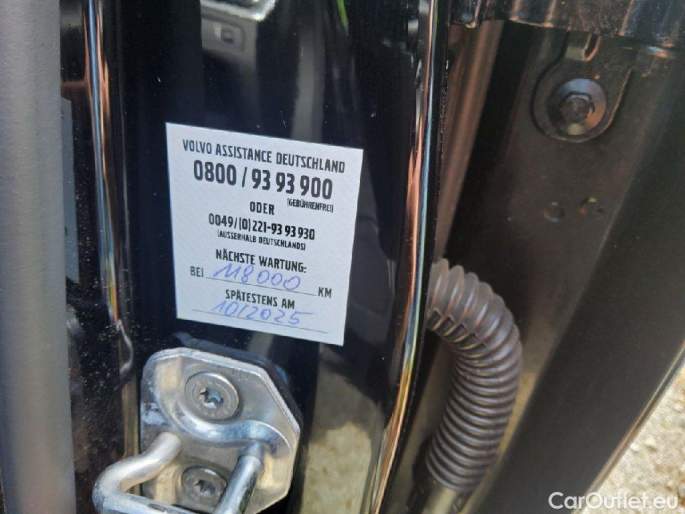 VOLVO ASSISTANCE DEUTSCHLAND
0800 / 93 93 900
(GEBÜHRENFREI)
ODER
0049/(0)221-93 93 930
(AUSSERHALB DEUTSCHLANDS)
NÄCHSTE WARTUNG:
BEI 118000 KM
SPÄTESTENS AM
10/2025
CarOutlet.eu